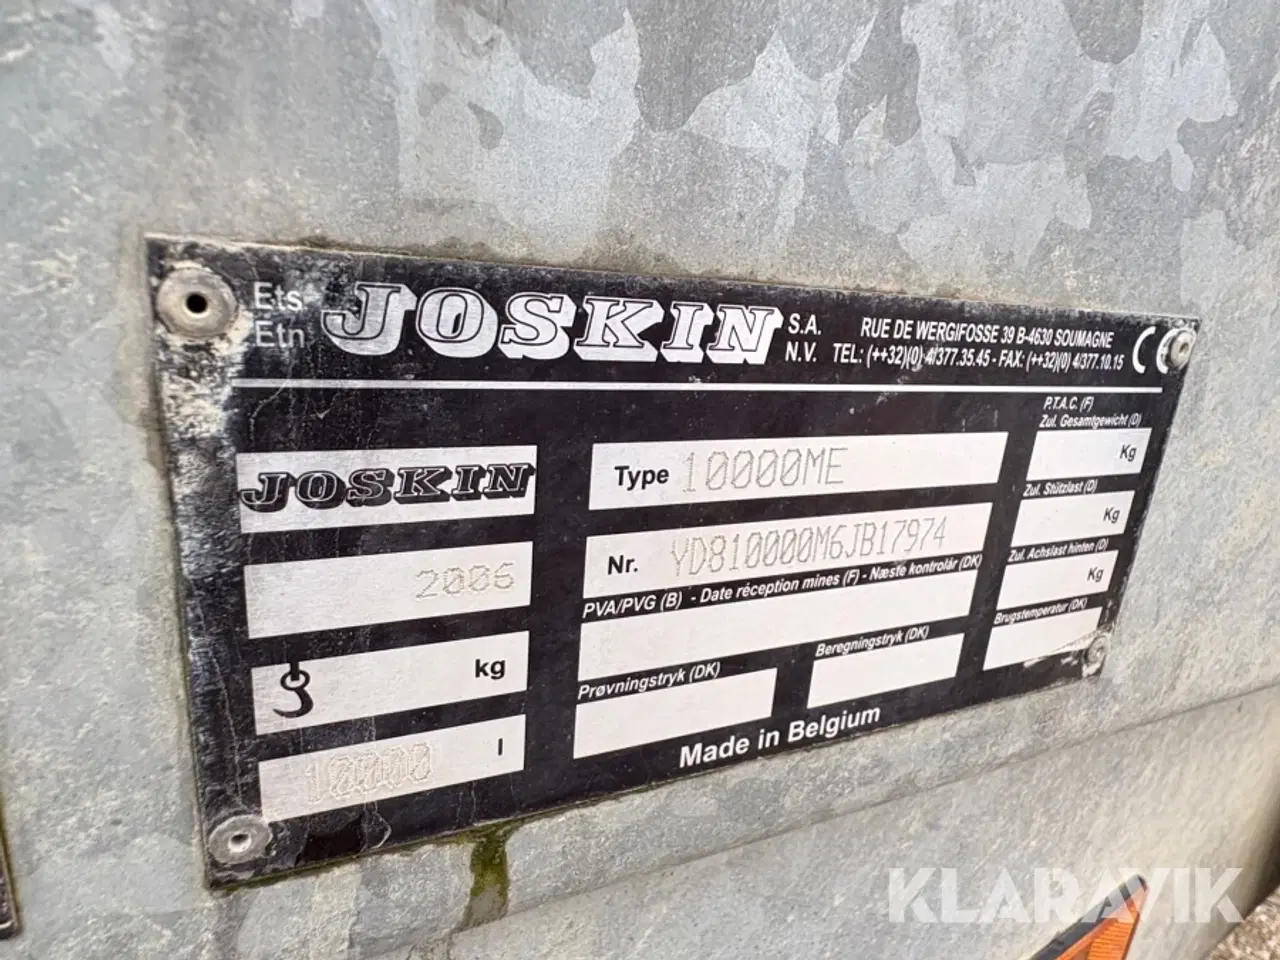 Ets JOSKIN S.A. RUE DE WERGIFOSSE 39 B-4630 SOUMAGNE CE
Etn N.V. TEL: (++32)(0) 4/377.35.45 - FAX: (++32)(0) 4/377.10.15
JOSKIN
2006
kg
10000 l
Type 10000ME
Nr. YD810000M6JB17974
PVA/PVG (B) - Date réception mines (F) - Næste kontrolár (DK)
Prøvningstryk (DK)
Beregningstryk (DK)
Made in Belgium
P.T.A.C. (F)
Zul. Gesamtgewicht (D)
Kg
Zul. Stützlast (D)
Kg
Zul. Achslast hinten (D)
Kg
Brugstemperatur (DK)
KLARAVIK